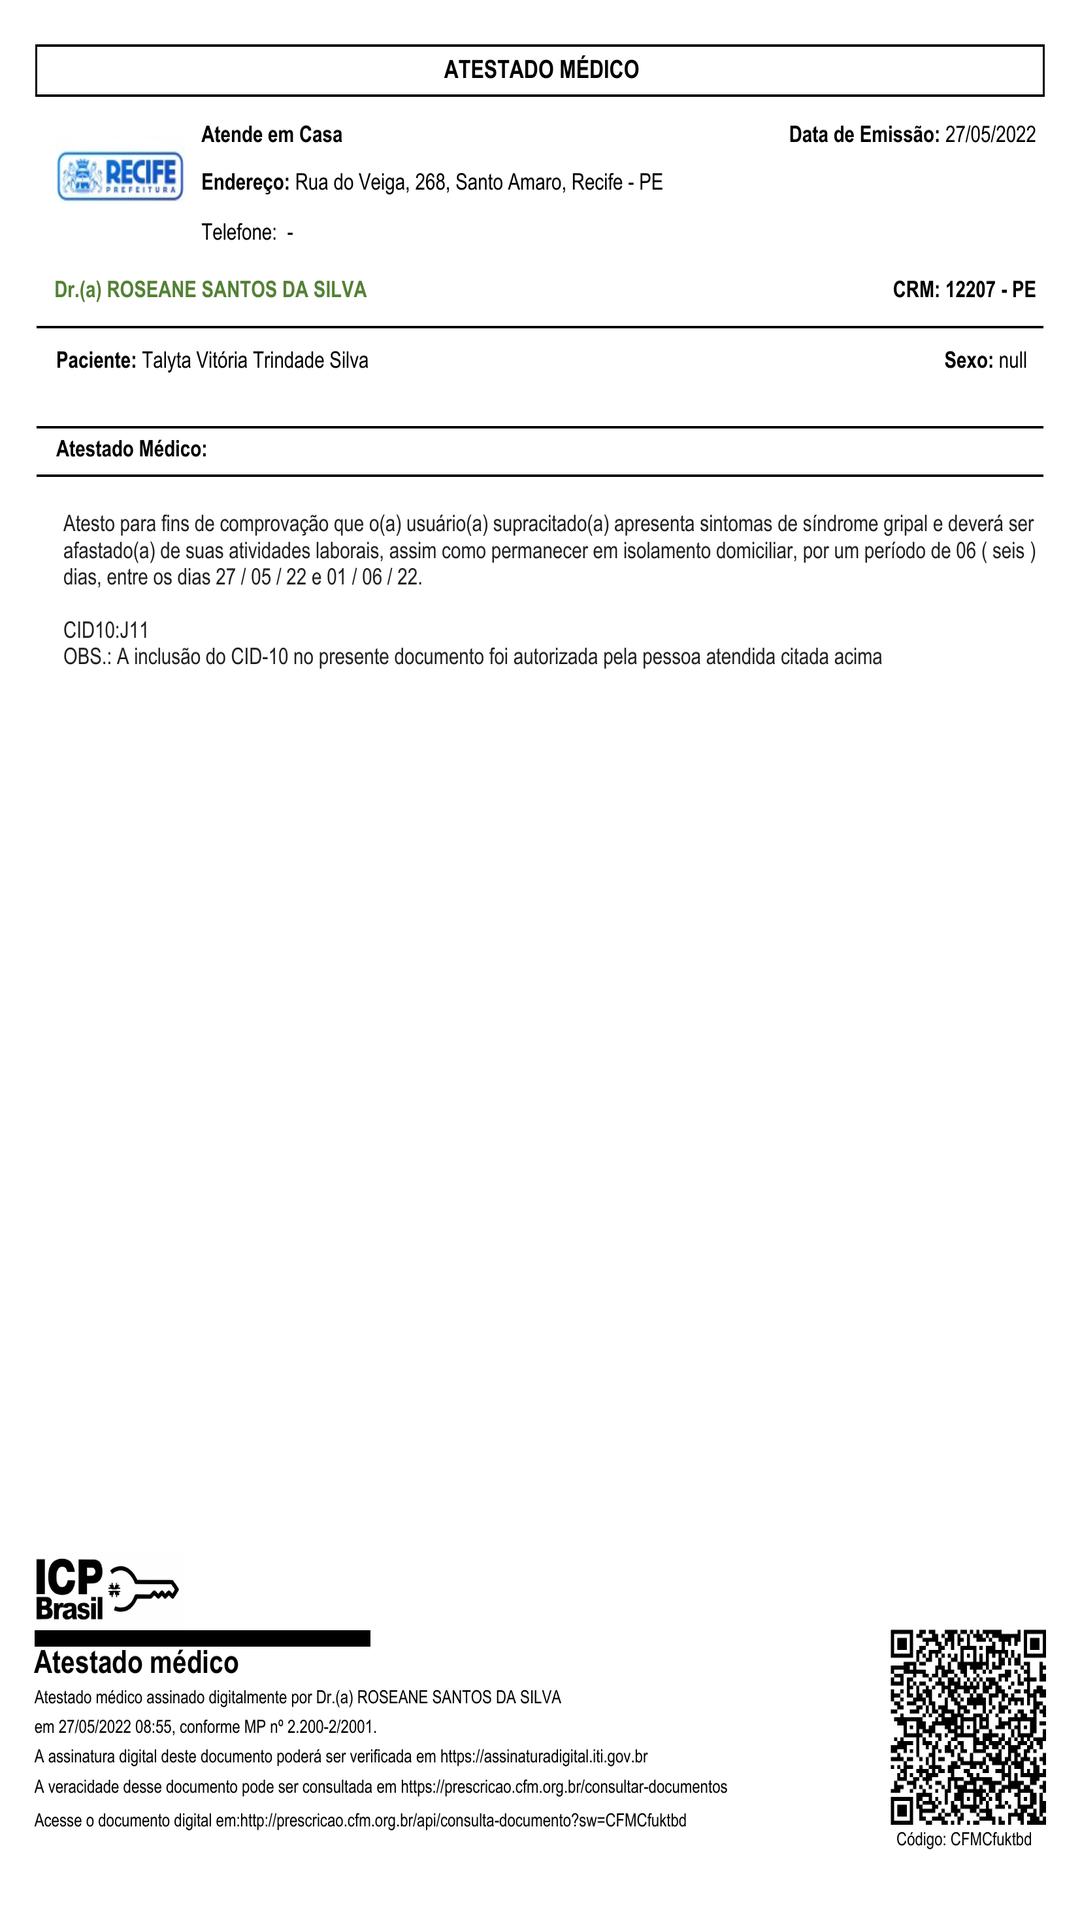 ATESTADO MÉDICO
Atende em Casa
Data de Emissão: 27/05/2022
RECIFE
PREFEITURA
Endereço: Rua do Veiga, 268, Santo Amaro, Recife - PE
Telefone: -
Dr.(a) ROSEANE SANTOS DA SILVA
CRM: 12207 - PE
Paciente: Talyta Vitória Trindade Silva
Sexo: null
Atestado Médico:
Atesto para fins de comprovação que o(a) usuário(a) supracitado(a) apresenta sintomas de síndrome gripal e deverá ser
afastado(a) de suas atividades laborais, assim como permanecer em isolamento domiciliar, por um período de 06 ( seis )
dias, entre os dias 27 / 05 / 22 e 01 / 06 / 22.
CID10:J11
OBS.: A inclusão do CID-10 no presente documento foi autorizada pela pessoa atendida citada acima
ICP
Brasil
Atestado médico
Atestado médico assinado digitalmente por Dr.(a) ROSEANE SANTOS DA SILVA
em 27/05/2022 08:55, conforme MP nº 2.200-2/2001.
A assinatura digital deste documento poderá ser verificada em https://assinaturadigital.iti.gov.br
A veracidade desse documento pode ser consultada em https://prescricao.cfm.org.br/consultar-documentos
Acesse o documento digital em:http://prescricao.cfm.org.br/api/consulta-documento?sw=CFMCfuktbd
Código: CFMCfuktbd